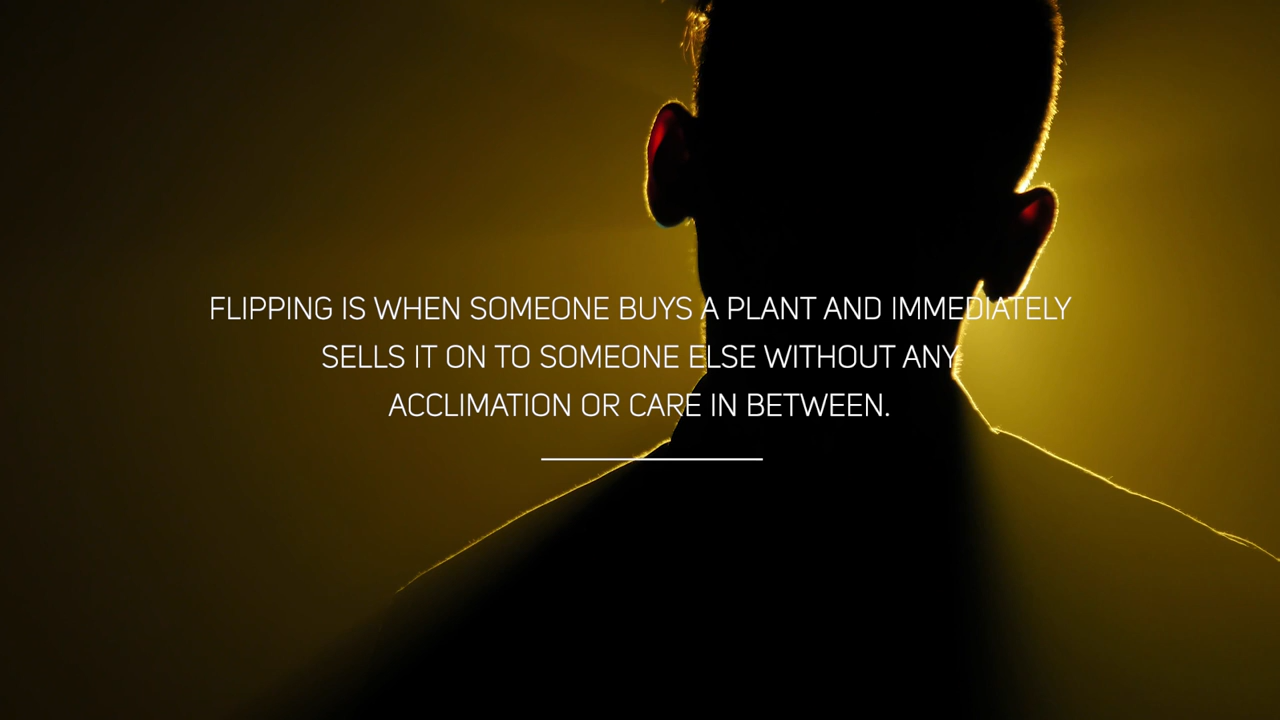 FLIPPING IS WHEN SOMEONE BUYS A PLANT AND IMMEDIATELY
SELLS IT ON TO SOMEONE ELSE WITHOUT ANY
ACCLIMATION OR CARE IN BETWEEN.